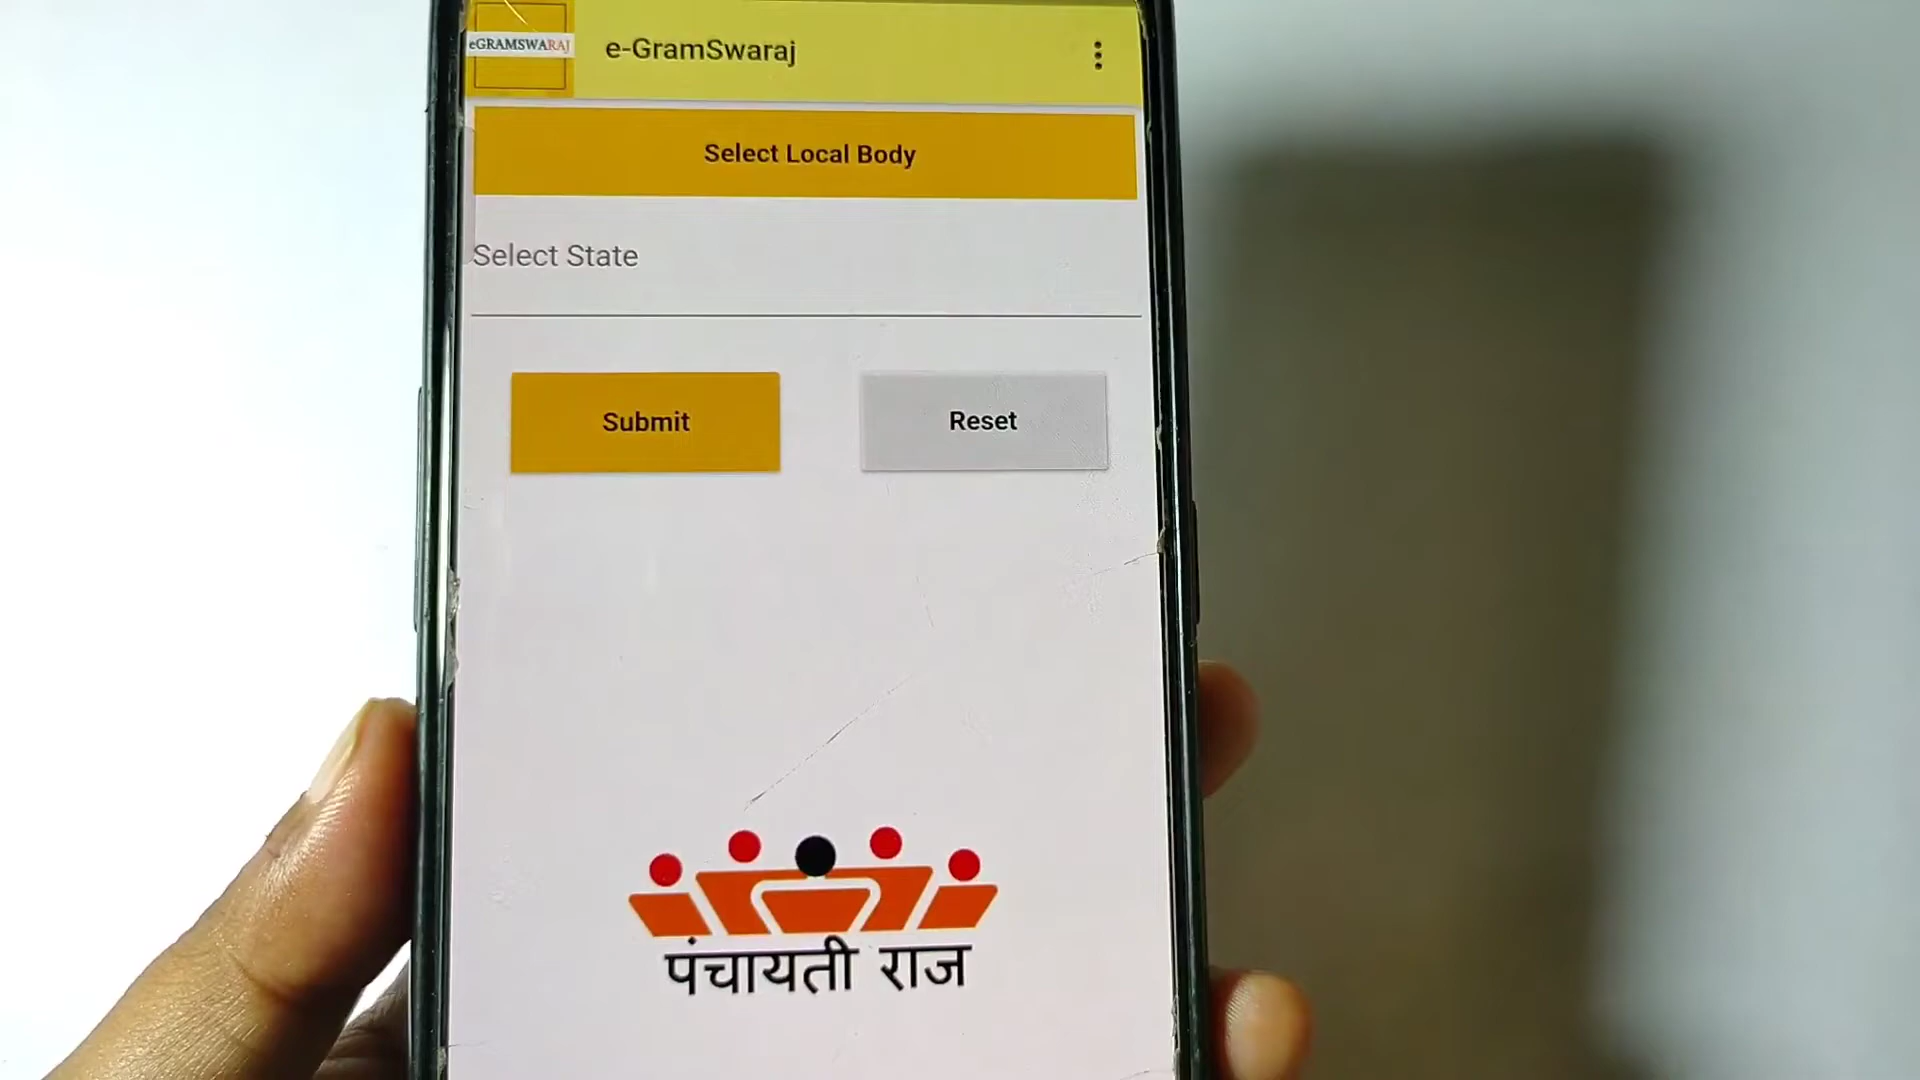 eGRAMSWARAJ
e-GramSwaraj
Select Local Body
Select State
Submit
Reset
पंचायती राज